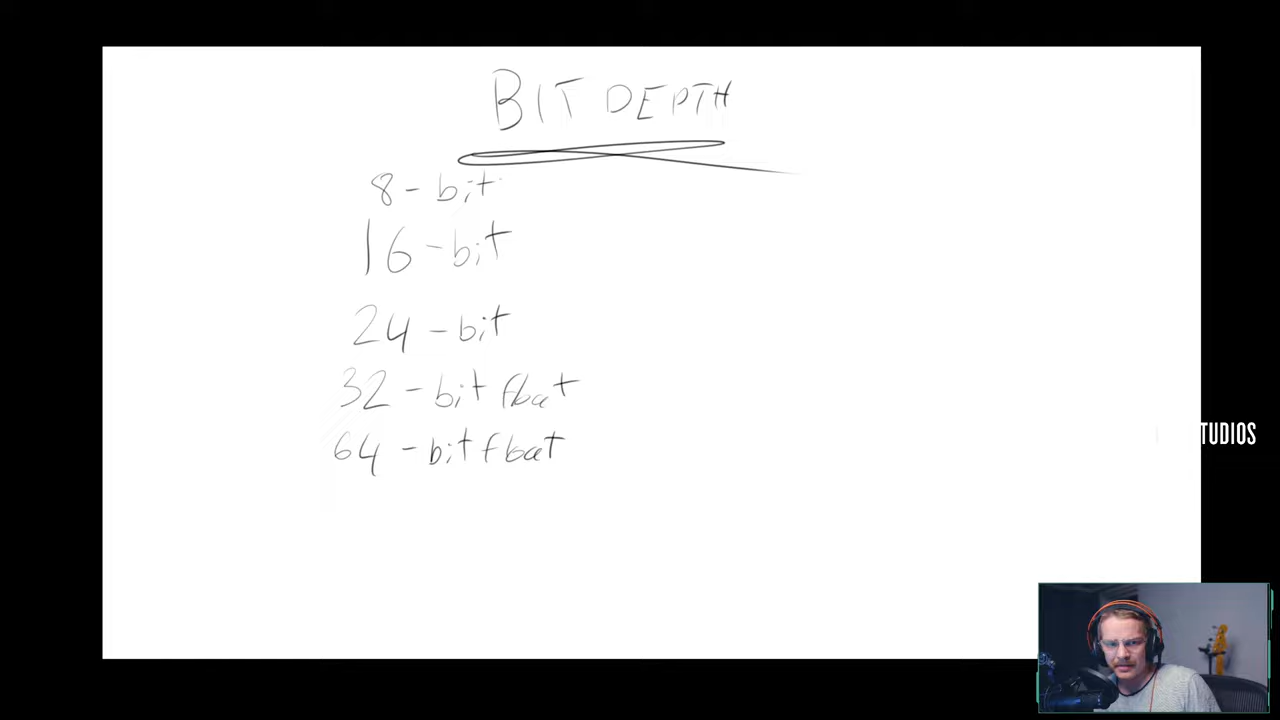 BIT DEPTH
8 - bit
16 - bit
24 - bit
32 - bit float
64 - bit float
TUDIOS